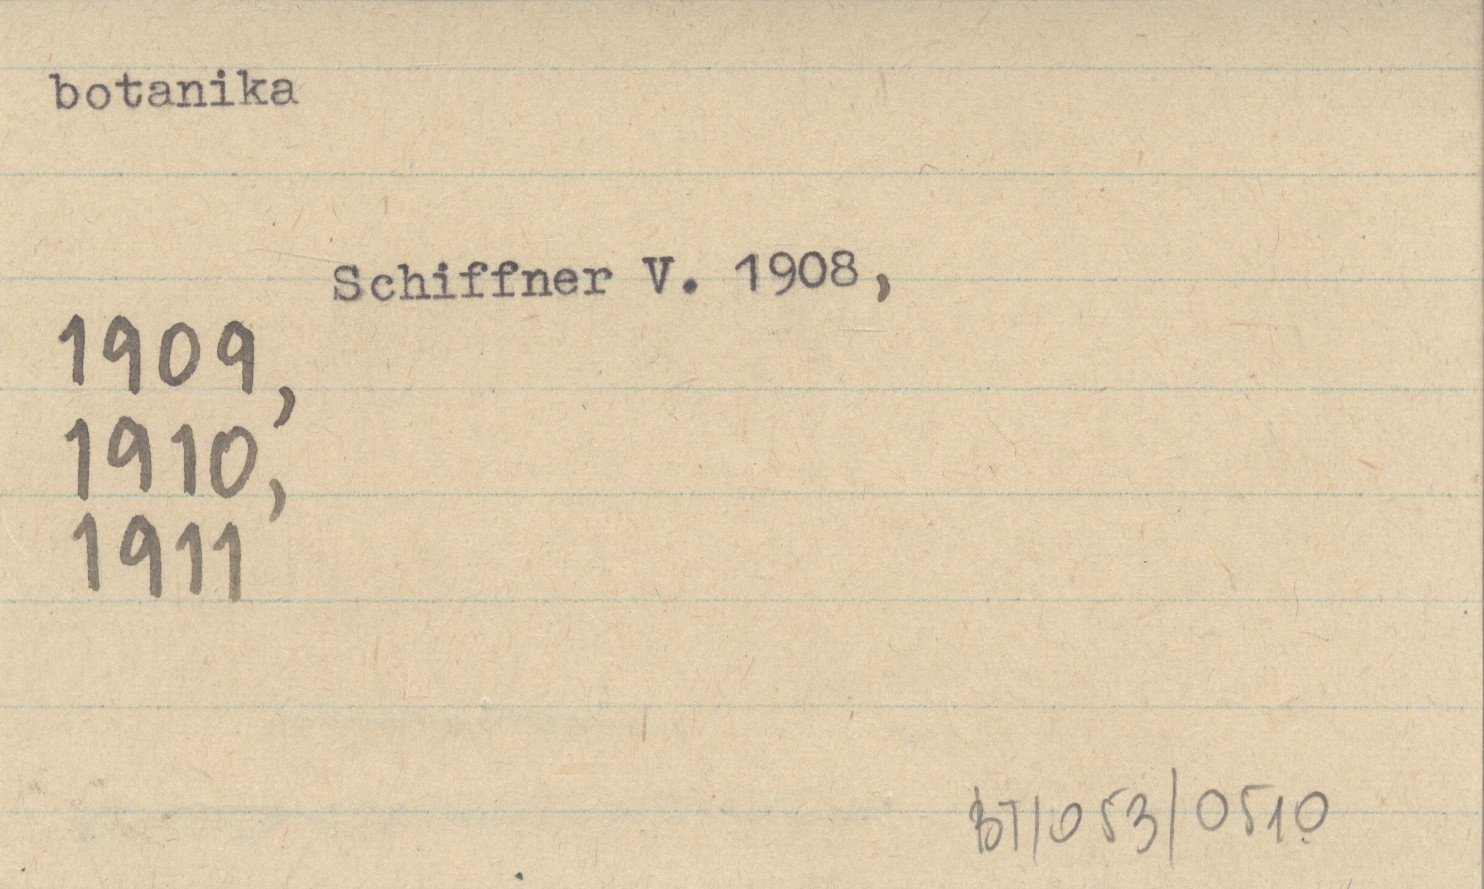 botanika
Schiffner V. 1908,
1909,
1910,
1911
BT/053/0510